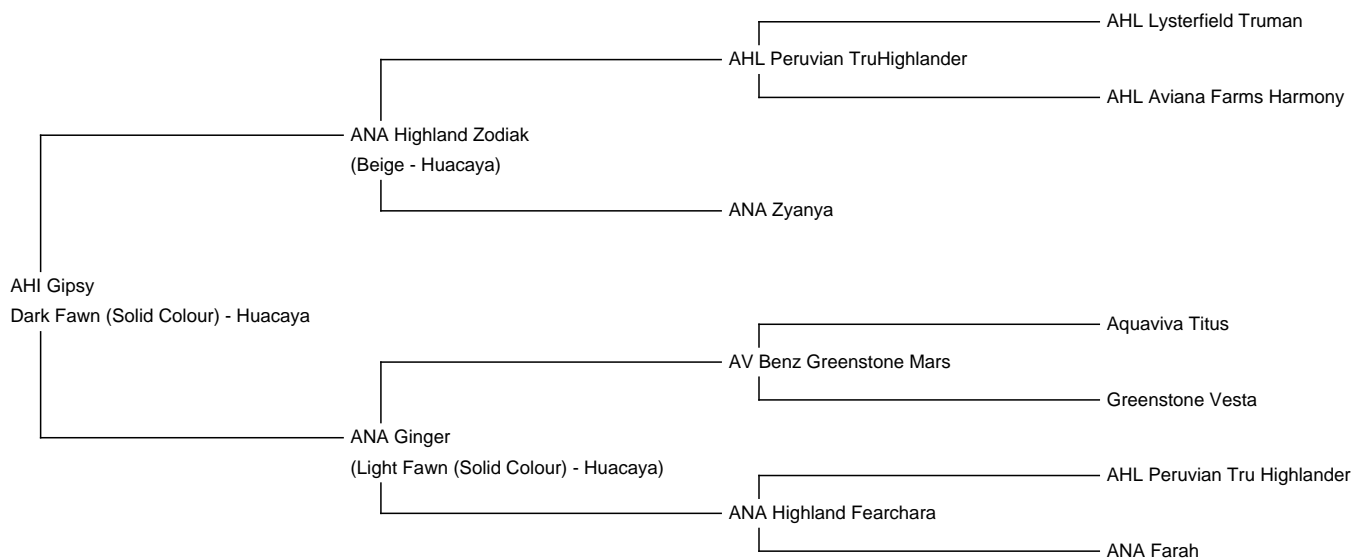 AHL Lysterfield Truman
AHL Peruvian TruHighlander
AHL Aviana Farms Harmony
ANA Highland Zodiak
(Beige - Huacaya)
ANA Zyanya
AHI Gipsy
Dark Fawn (Solid Colour) - Huacaya
Aquaviva Titus
AV Benz Greenstone Mars
Greenstone Vesta
ANA Ginger
(Light Fawn (Solid Colour) - Huacaya)
AHL Peruvian Tru Highlander
ANA Highland Fearchara
ANA Farah